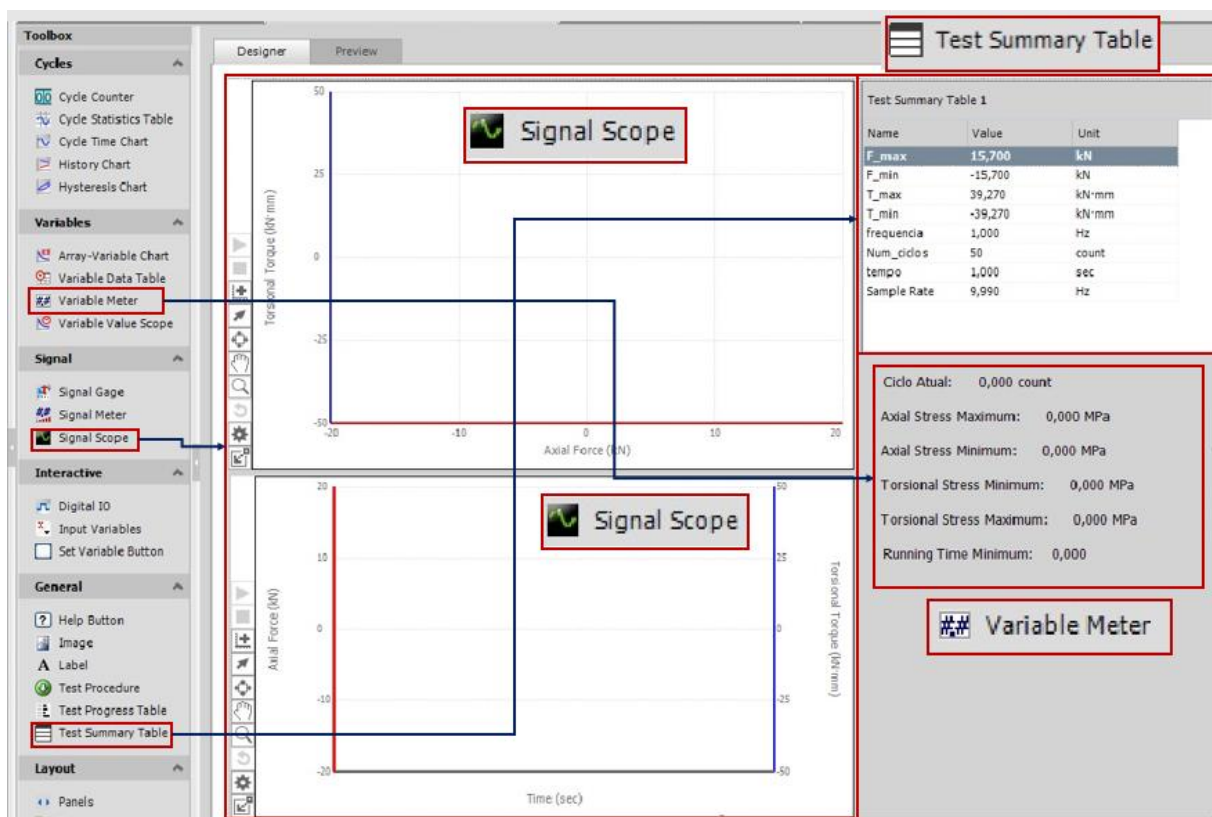 Toolbox
Cycles
Cycle Counter
Cycle Statistics Table
Cycle Time Chart
History Chart
Hysteresis Chart
Variables
Array-Variable Chart
Variable Data Table
Variable Meter
Variable Value Scope
Signal
Signal Gage
Signal Meter
Signal Scope
Interactive
Digital IO
Input Variables
Set Variable Button
General
Help Button
Image
Label
Test Procedure
Test Progress Table
Test Summary Table
Layout
Panels
Designer Preview
Signal Scope
50
25
0
-25
-50
Torsional Torque (kN·mm)
-20 -10 0 10 20
Axial Force (kN)
Signal Scope
20
10
0
-10
-20
Axial Force (kN)
50
25
0
-25
-50
Torsional Torque (kN·mm)
Time (sec)
Test Summary Table
Test Summary Table 1
Name Value Unit
F_max 15,700 kN
F_min -15,700 kN
T_max 39,270 kN·mm
T_min -39,270 kN·mm
frequencia 1,000 Hz
Num_ciclos 50 count
tempo 1,000 sec
Sample Rate 9,990 Hz
Ciclo Atual: 0,000 count
Axial Stress Maximum: 0,000 MPa
Axial Stress Minimum: 0,000 MPa
Torsional Stress Minimum: 0,000 MPa
Torsional Stress Maximum: 0,000 MPa
Running Time Minimum: 0,000
Variable Meter